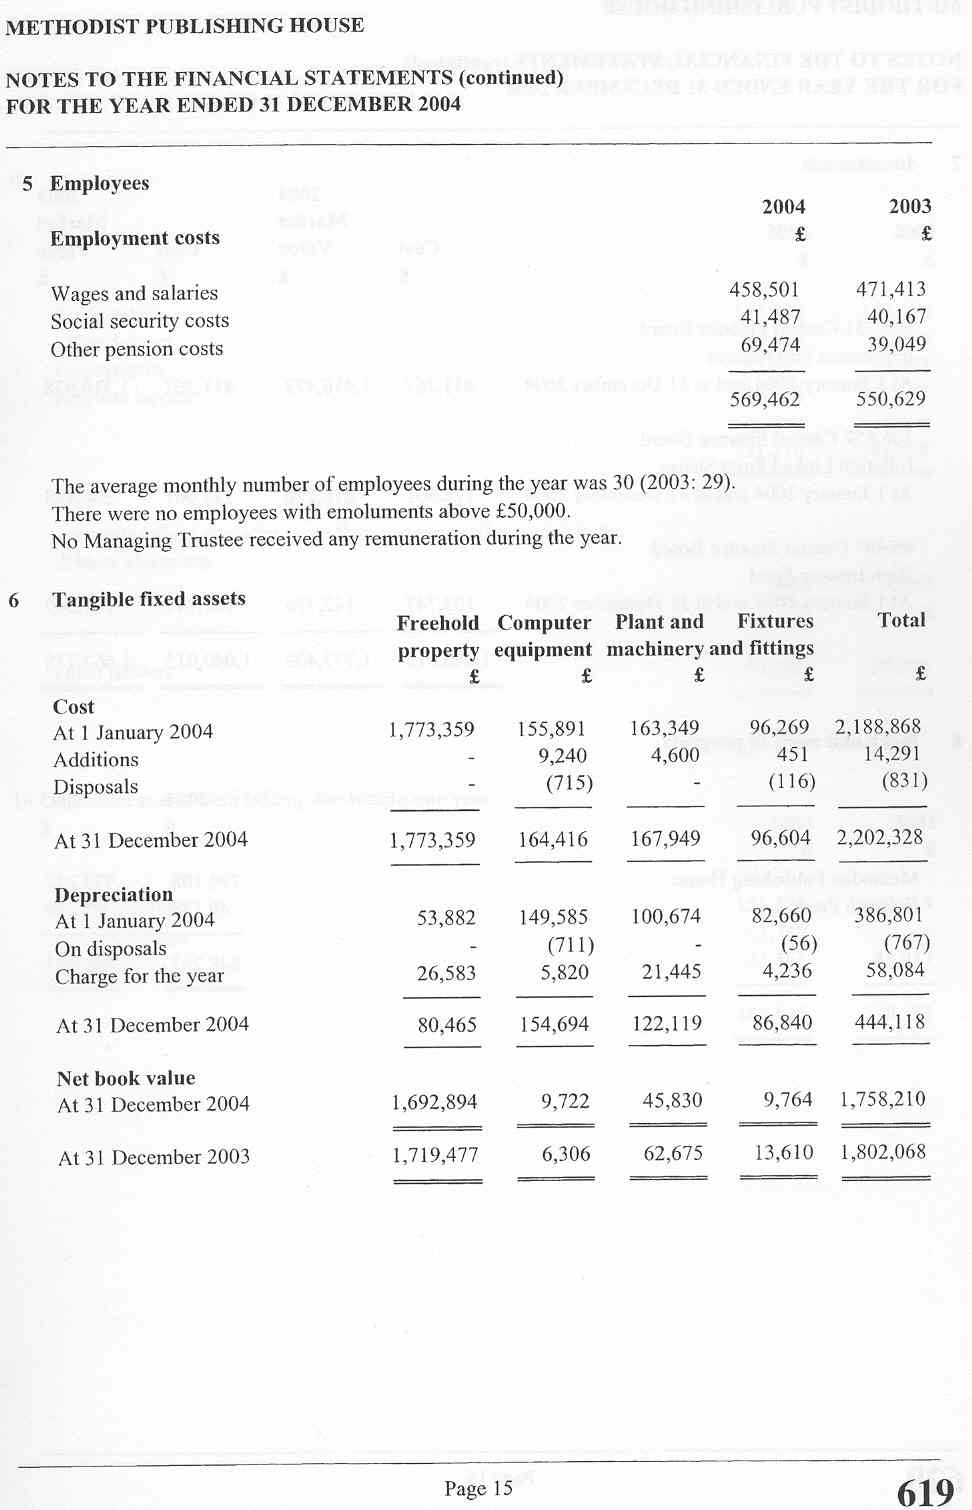 METHODIST PUBLISHING HOUSE
NOTES TO THE FINANCIAL STATEMENTS (continued)
FOR THE YEAR ENDED 31 DECEMBER 2004
5 Employees
2004 2003
Employment costs £ £
Wages and salaries 458,501 471,413
Social security costs 41,487 40,167
Other pension costs 69,474 39,049
569,462 550,629
The average monthly number of employees during the year was 30 (2003: 29).
There were no employees with emoluments above £50,000.
No Managing Trustee received any remuneration during the year.
6 Tangible fixed assets
Freehold Computer Plant and Fixtures Total
property equipment machinery and fittings
£ £ £ £ £
Cost
At 1 January 2004 1,773,359 155,891 163,349 96,269 2,188,868
Additions - 9,240 4,600 451 14,291
Disposals - (715) - (116) (831)
At 31 December 2004 1,773,359 164,416 167,949 96,604 2,202,328
Depreciation
At 1 January 2004 53,882 149,585 100,674 82,660 386,801
On disposals - (711) - (56) (767)
Charge for the year 26,583 5,820 21,445 4,236 58,084
At 31 December 2004 80,465 154,694 122,119 86,840 444,118
Net book value
At 31 December 2004 1,692,894 9,722 45,830 9,764 1,758,210
At 31 December 2003 1,719,477 6,306 62,675 13,610 1,802,068
Page 15
619